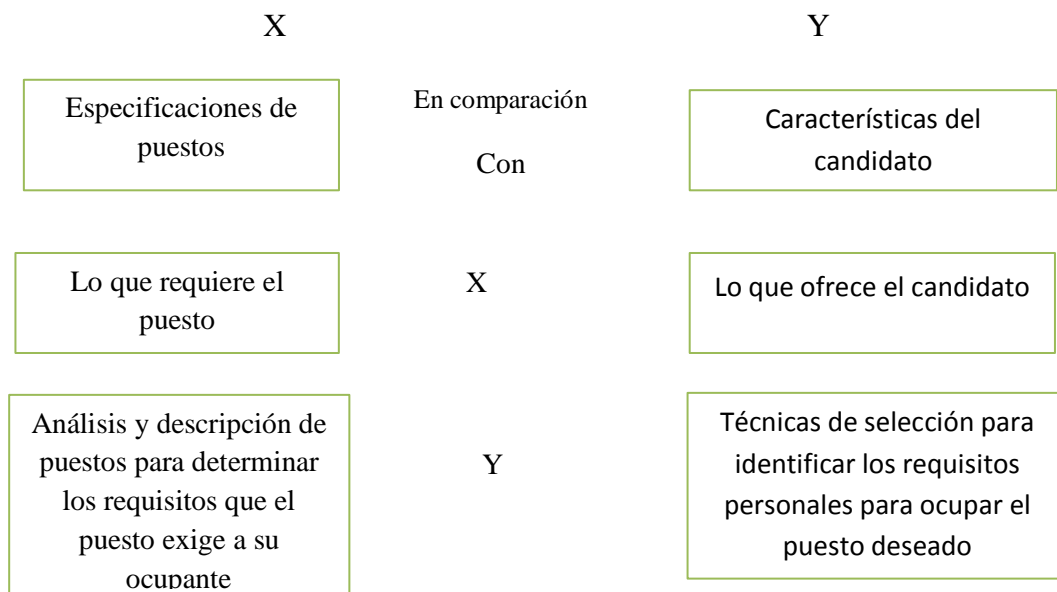 X
Y
Especificaciones de
puestos
En comparación
Con
Características del
candidato
Lo que requiere el
puesto
X
Lo que ofrece el candidato
Análisis y descripción de
puestos para determinar
los requisitos que el
puesto exige a su
ocupante
Y
Técnicas de selección para
identificar los requisitos
personales para ocupar el
puesto deseado